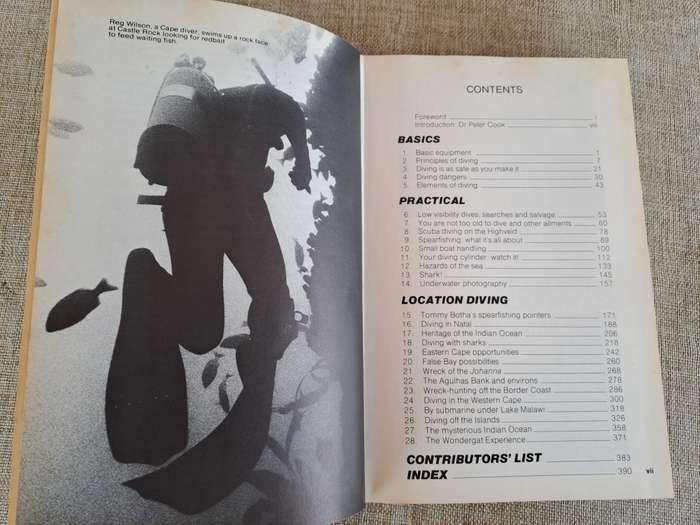 Reg Wilson, a Cape diver, swims up a rock face
at Castle Rock looking for redbait
to feed waiting fish.
CONTENTS
Foreword i
Introduction: Dr Peter Cook
BASICS
1. Basic equipment 1
2. Principles of diving 7
3. Diving is as safe as you make it 21
4. Diving dangers 30
5. Elements of diving 43
PRACTICAL
6. Low visibility dives, searches and salvage 53
7. You are not too old to dive and other ailments 60
8. Scuba diving on the Highveld 78
9. Spearfishing: what it's all about 89
10. Small boat handling 100
11. Your diving cylinder: watch it! 112
12. Hazards of the sea 133
13. Shark! 145
14. Underwater photography 157
LOCATION DIVING
15. Tommy Botha's spearfishing pointers 171
16. Diving in Natal 188
17. Heritage of the Indian Ocean 206
18. Diving with sharks 218
19. Eastern Cape opportunities 242
20. False Bay possibilities 260
21. Wreck of the Johanna 268
22. The Agulhas Bank and environs 278
23. Wreck-hunting off the Border Coast 286
24. Diving in the Western Cape 300
25. By submarine under Lake Malawi 318
26. Diving off the Islands 326
27. The mysterious Indian Ocean 358
28. The Wondergat Experience 371
CONTRIBUTORS' LIST 383
INDEX 390
vii